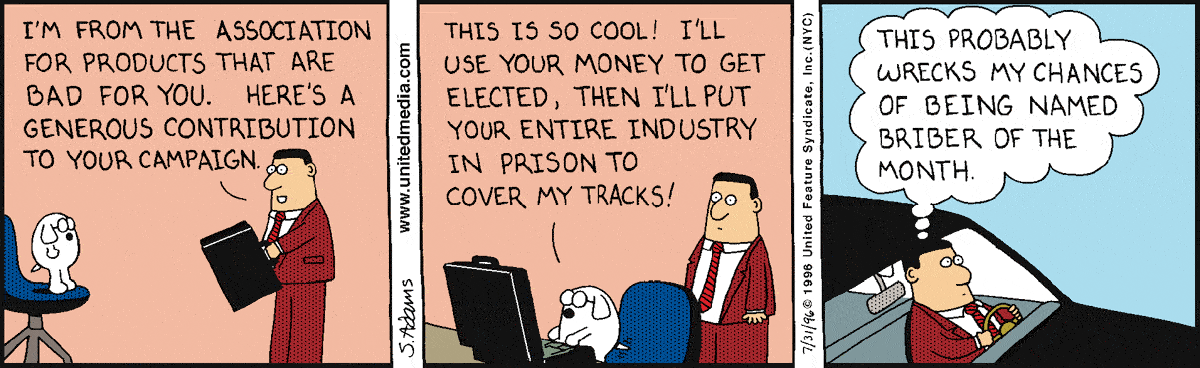 I'M FROM THE ASSOCIATION
FOR PRODUCTS THAT ARE
BAD FOR YOU. HERE'S A
GENEROUS CONTRIBUTION
TO YOUR CAMPAIGN.
www.unitedmedia.com
S. Adams
THIS IS SO COOL! I'LL
USE YOUR MONEY TO GET
ELECTED, THEN I'LL PUT
YOUR ENTIRE INDUSTRY
IN PRISON TO
COVER MY TRACKS!
7/31/96 © 1996 United Feature Syndicate, Inc.(NYC)
THIS PROBABLY
WRECKS MY CHANCES
OF BEING NAMED
BRIBER OF THE
MONTH.